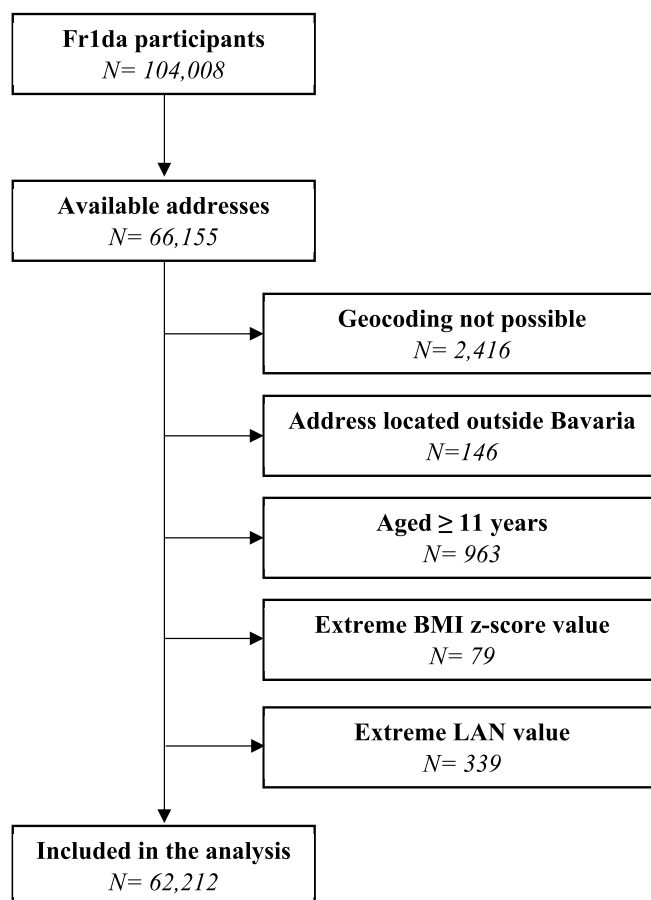 Fr1da participants
N= 104,008
Available addresses
N= 66,155
Geocoding not possible
N= 2,416
Address located outside Bavaria
N=146
Aged ≥ 11 years
N= 963
Extreme BMI z-score value
N= 79
Extreme LAN value
N= 339
Included in the analysis
N= 62,212